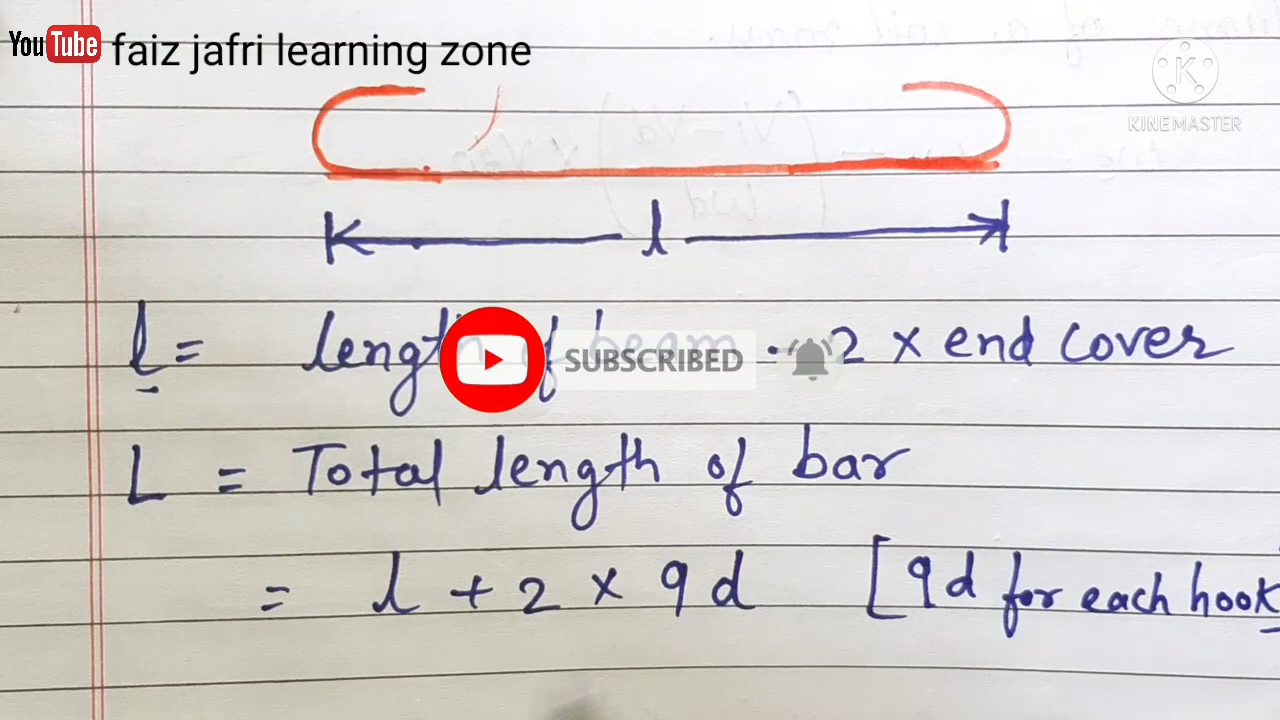 YouTube faiz jafri learning zone
K
KINEMASTER
l
l = length of beam - 2 x end cover
SUBSCRIBED
L = Total length of bar
= l + 2 x 9d [9d for each hook]